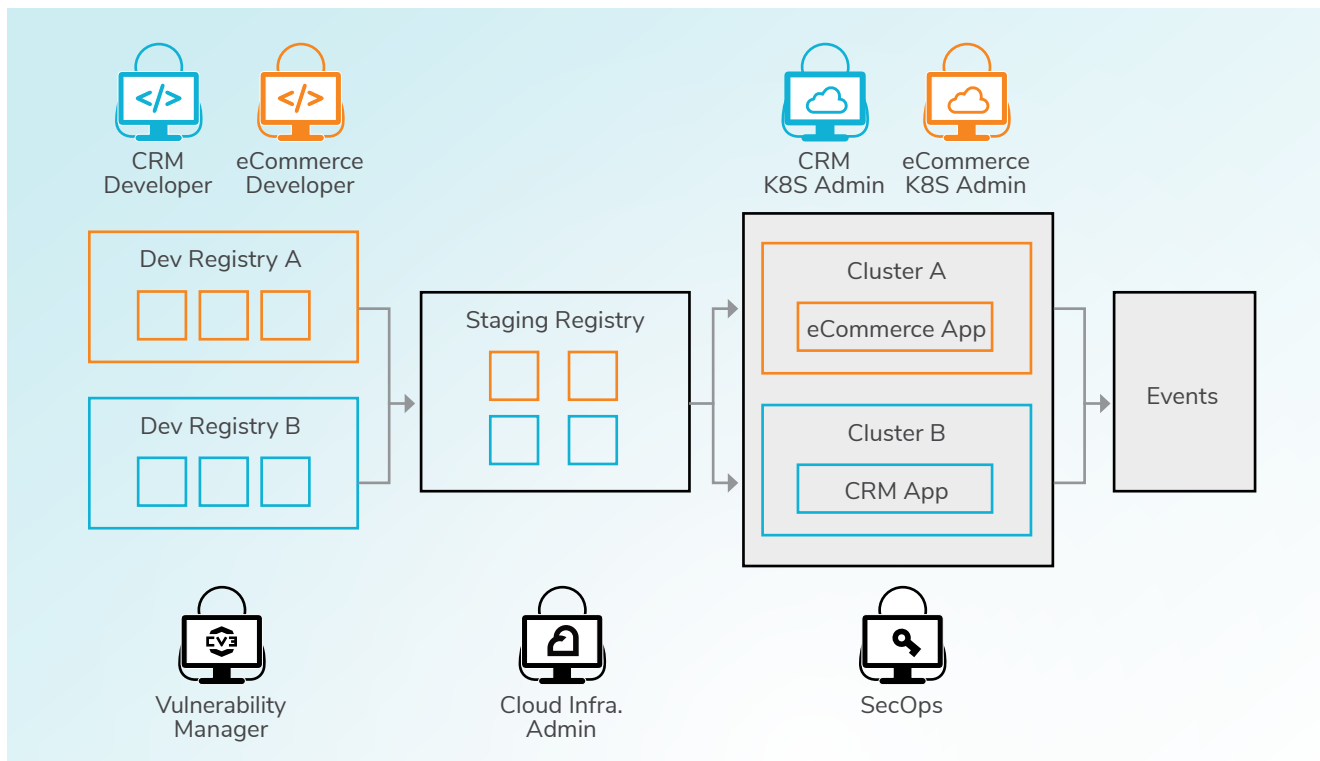 CRM
Developer
eCommerce
Developer
CRM
K8S Admin
eCommerce
K8S Admin
Dev Registry A
Dev Registry B
Staging Registry
Cluster A
eCommerce App
Cluster B
CRM App
Events
CVE
Vulnerability
Manager
Cloud Infra.
Admin
SecOps